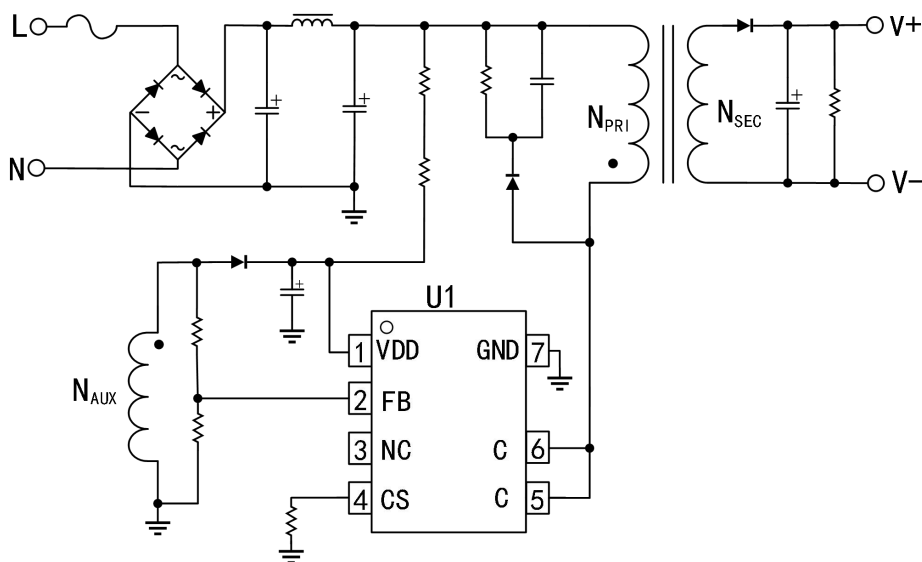 L
V+
N_PRI
N_SEC
N
V-
U1
1 VDD
GND 7
N_AUX
2 FB
3 NC
C 6
4 CS
C 5